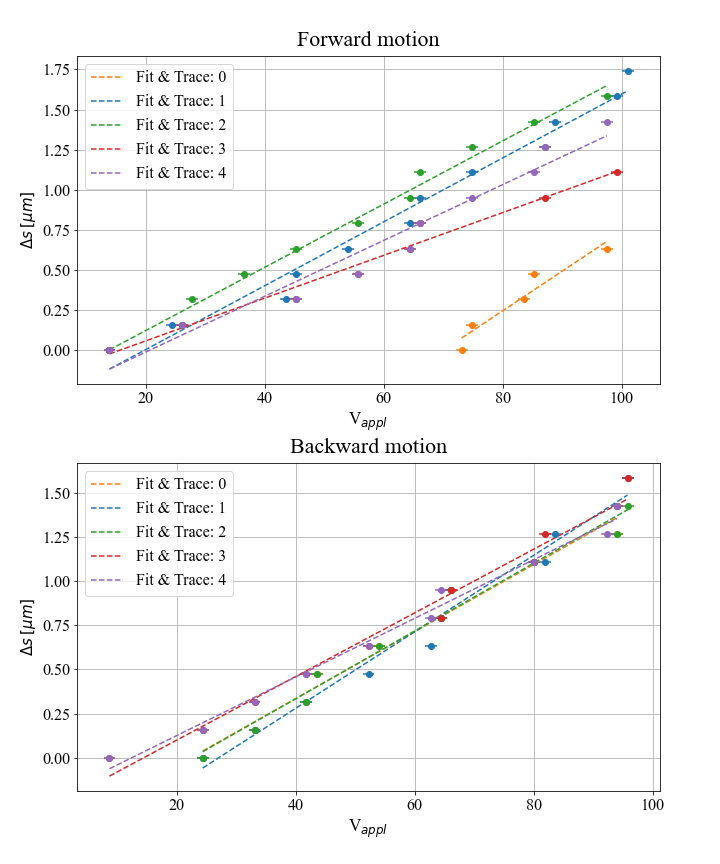 Forward motion
Fit & Trace: 0
Fit & Trace: 1
Fit & Trace: 2
Fit & Trace: 3
Fit & Trace: 4
1.75
1.50
1.25
1.00
0.75
0.50
0.25
0.00
Δs [μm]
20 40 60 80 100
V_appl
Backward motion
Fit & Trace: 0
Fit & Trace: 1
Fit & Trace: 2
Fit & Trace: 3
Fit & Trace: 4
1.50
1.25
1.00
0.75
0.50
0.25
0.00
Δs [μm]
20 40 60 80 100
V_appl